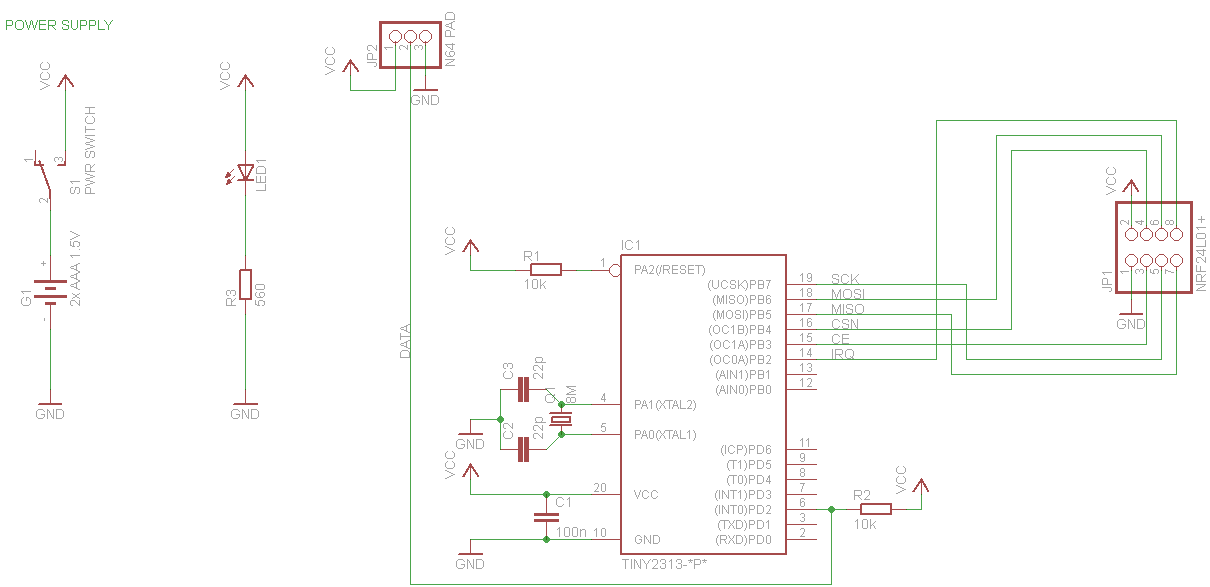 POWER SUPPLY
VCC
1
3
2
S1
PWR SWITCH
+
-
G1
2x AAA 1.5V
GND
VCC
LED1
R3
560
GND
VCC
JP2
1
2
3
N64 PAD
GND
DATA
VCC
R1
10k
C3
22p
Q1
8M
C2
22p
GND
VCC
C1
100n
GND
IC1
1
PA2(/RESET)
4
PA1(XTAL2)
5
PA0(XTAL1)
20
VCC
10
GND
(UCSK)PB7
19
SCK
(MISO)PB6
18
MOSI
(MOSI)PB5
17
MISO
(OC1B)PB4
16
CSN
(OC1A)PB3
15
CE
(OC0A)PB2
14
IRQ
(AIN1)PB1
13
(AIN0)PB0
12
(ICP)PD6
11
(T1)PD5
9
(T0)PD4
8
(INT1)PD3
7
(INT0)PD2
6
(TXD)PD1
3
(RXD)PD0
2
TINY2313-*P*
R2
10k
VCC
VCC
2
4
6
8
1
3
5
7
JP1
NRF24L01+
GND